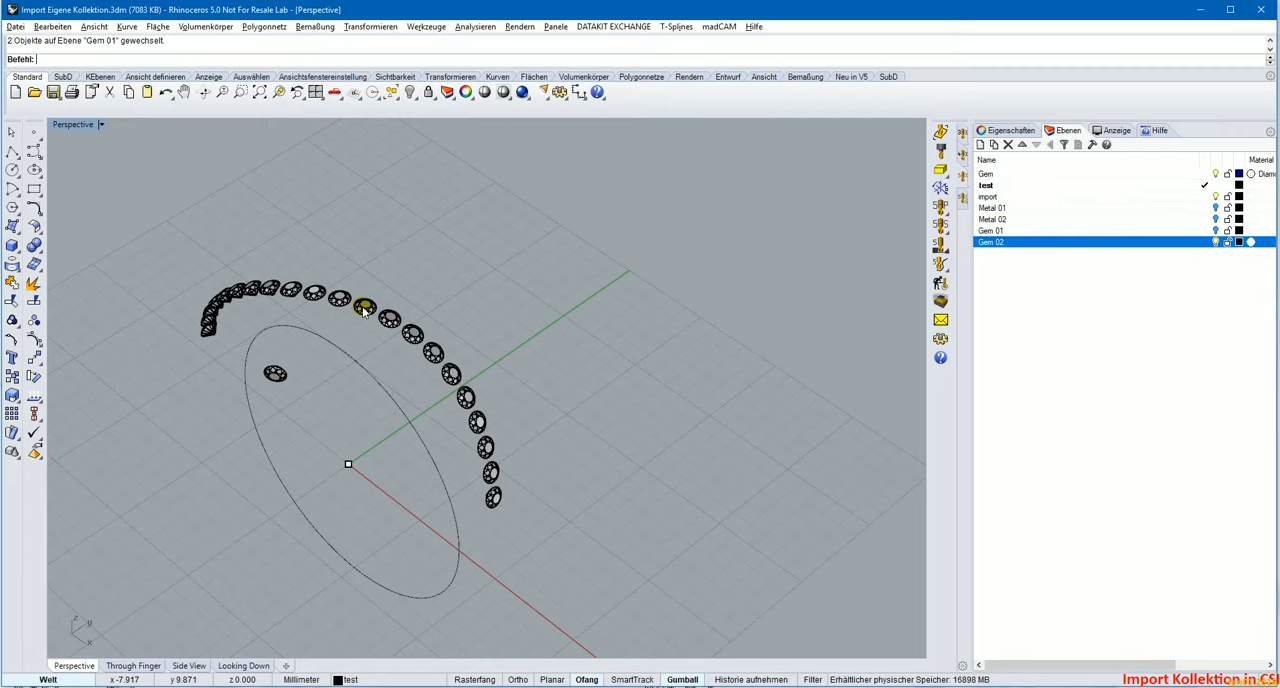 Import Eigene Kollektion.3dm (7083 KB) - Rhinoceros 5.0 Not For Resale Lab - [Perspective]
Datei Bearbeiten Ansicht Kurve Fläche Volumenkörper Polygonnetz Bemaßung Transformieren Werkzeuge Analysieren Rendern Panele DATAKIT EXCHANGE T-Splines madCAM Hilfe
2 Objekte auf Ebene "Gem 01" gewechselt.
Befehl:
Standard SubD KEbenen Ansicht definieren Anzeige Auswählen Ansichtsfenstereinstellung Sichtbarkeit Transformieren Kurven Flächen Volumenkörper Polygonnetze Rendern Entwurf Ansicht Bemaßung Neu in V5 SubD
Perspective
Eigenschaften Ebenen Anzeige Hilfe
Name Material
Gem Diam
test
import
Metal 01
Metal 02
Gem 01
Gem 02
z y x
Perspective Through Finger Side View Looking Down
Welt x -7.917 y 9.871 z 0.000 Millimeter test Rasterfang Ortho Planar Ofang SmartTrack Gumball Historie aufnehmen Filter Erhältlicher physischer Speicher: 16898 MB
Import Kollektion in CS